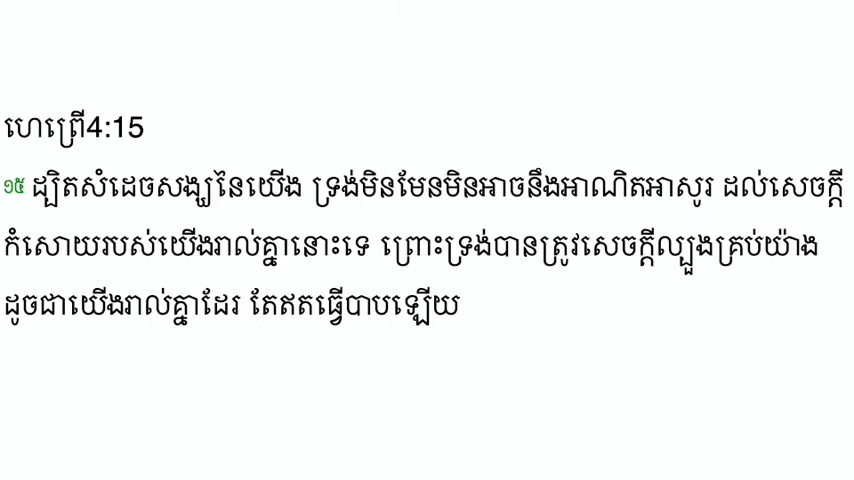 ហេព្រើ4:15
១៥ ដ្បិតសំដេចសង្ឃនៃយើង ទ្រង់មិនមែនមិនអាចនឹងអាណិតអាសូរ ដល់សេចក្ដី
កំសោយរបស់យើងរាល់គ្នានោះទេ ព្រោះទ្រង់បានត្រូវសេចក្ដីល្បួងគ្រប់យ៉ាង
ដូចជាយើងរាល់គ្នាដែរ តែឥតធ្វើបាបឡើយ